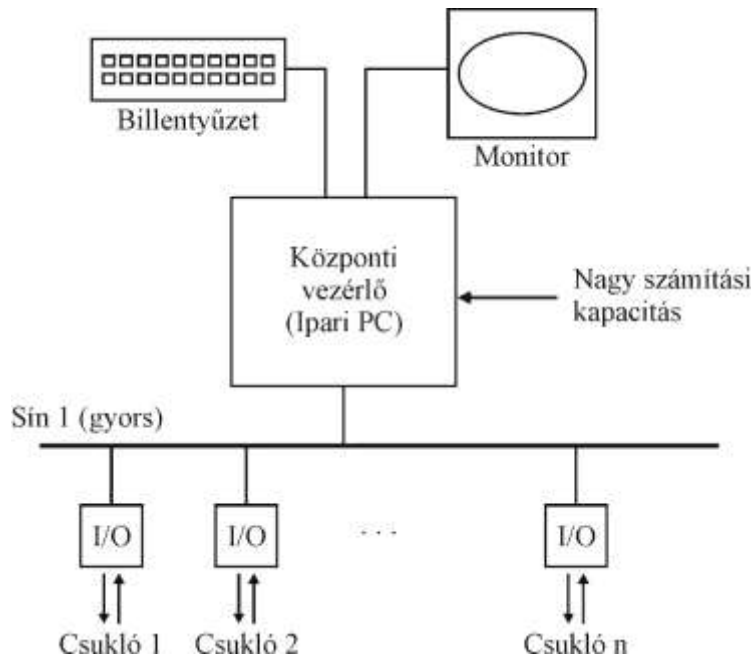 Billentyűzet
Monitor
Központi
vezérlő
(Ipari PC)
Nagy számítási
kapacitás
Sín 1 (gyors)
I/O
I/O
. . .
I/O
Csukló 1
Csukló 2
Csukló n